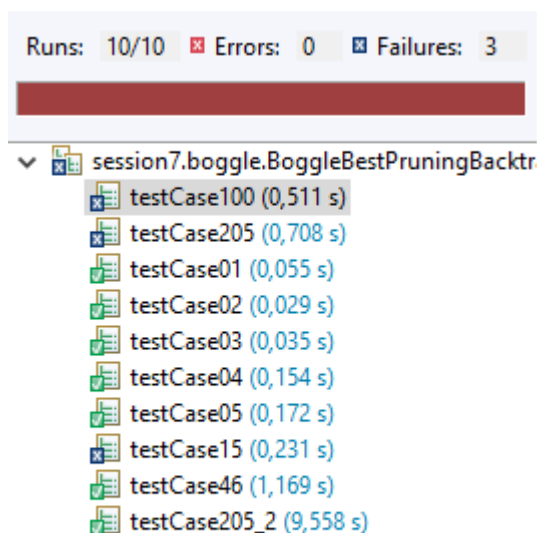 Runs: 10/10 Errors: 0 Failures: 3
session7.boggle.BoggleBestPruningBacktr
testCase100 (0,511 s)
testCase205 (0,708 s)
testCase01 (0,055 s)
testCase02 (0,029 s)
testCase03 (0,035 s)
testCase04 (0,154 s)
testCase05 (0,172 s)
testCase15 (0,231 s)
testCase46 (1,169 s)
testCase205_2 (9,558 s)